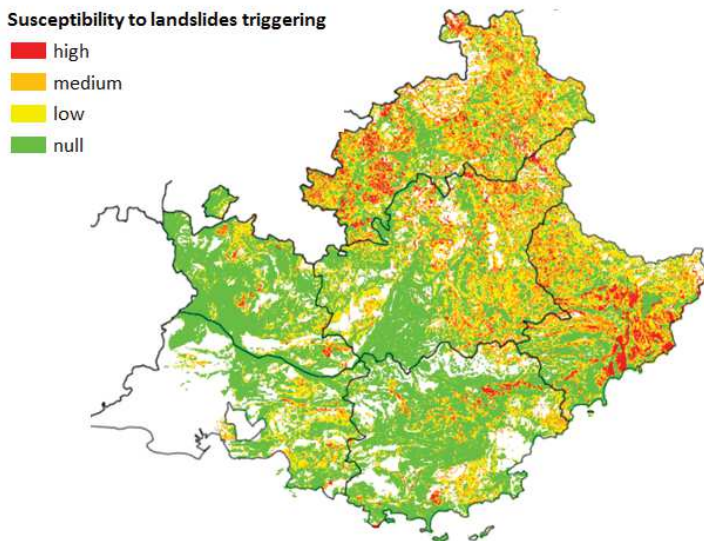 Susceptibility to landslides triggering
high
medium
low
null